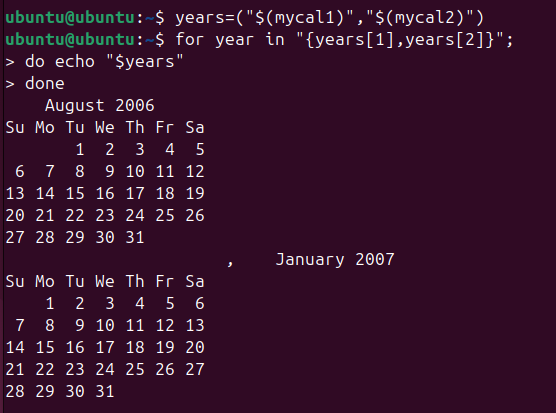 ubuntu@ubuntu:~$ years=("$(mycal1)","$(mycal2)")
ubuntu@ubuntu:~$ for year in "{years[1],years[2]}";
> do echo "$years"
> done
    August 2006
Su Mo Tu We Th Fr Sa
       1  2  3  4  5
 6  7  8  9 10 11 12
13 14 15 16 17 18 19
20 21 22 23 24 25 26
27 28 29 30 31
                      ,    January 2007
Su Mo Tu We Th Fr Sa
    1  2  3  4  5  6
 7  8  9 10 11 12 13
14 15 16 17 18 19 20
21 22 23 24 25 26 27
28 29 30 31